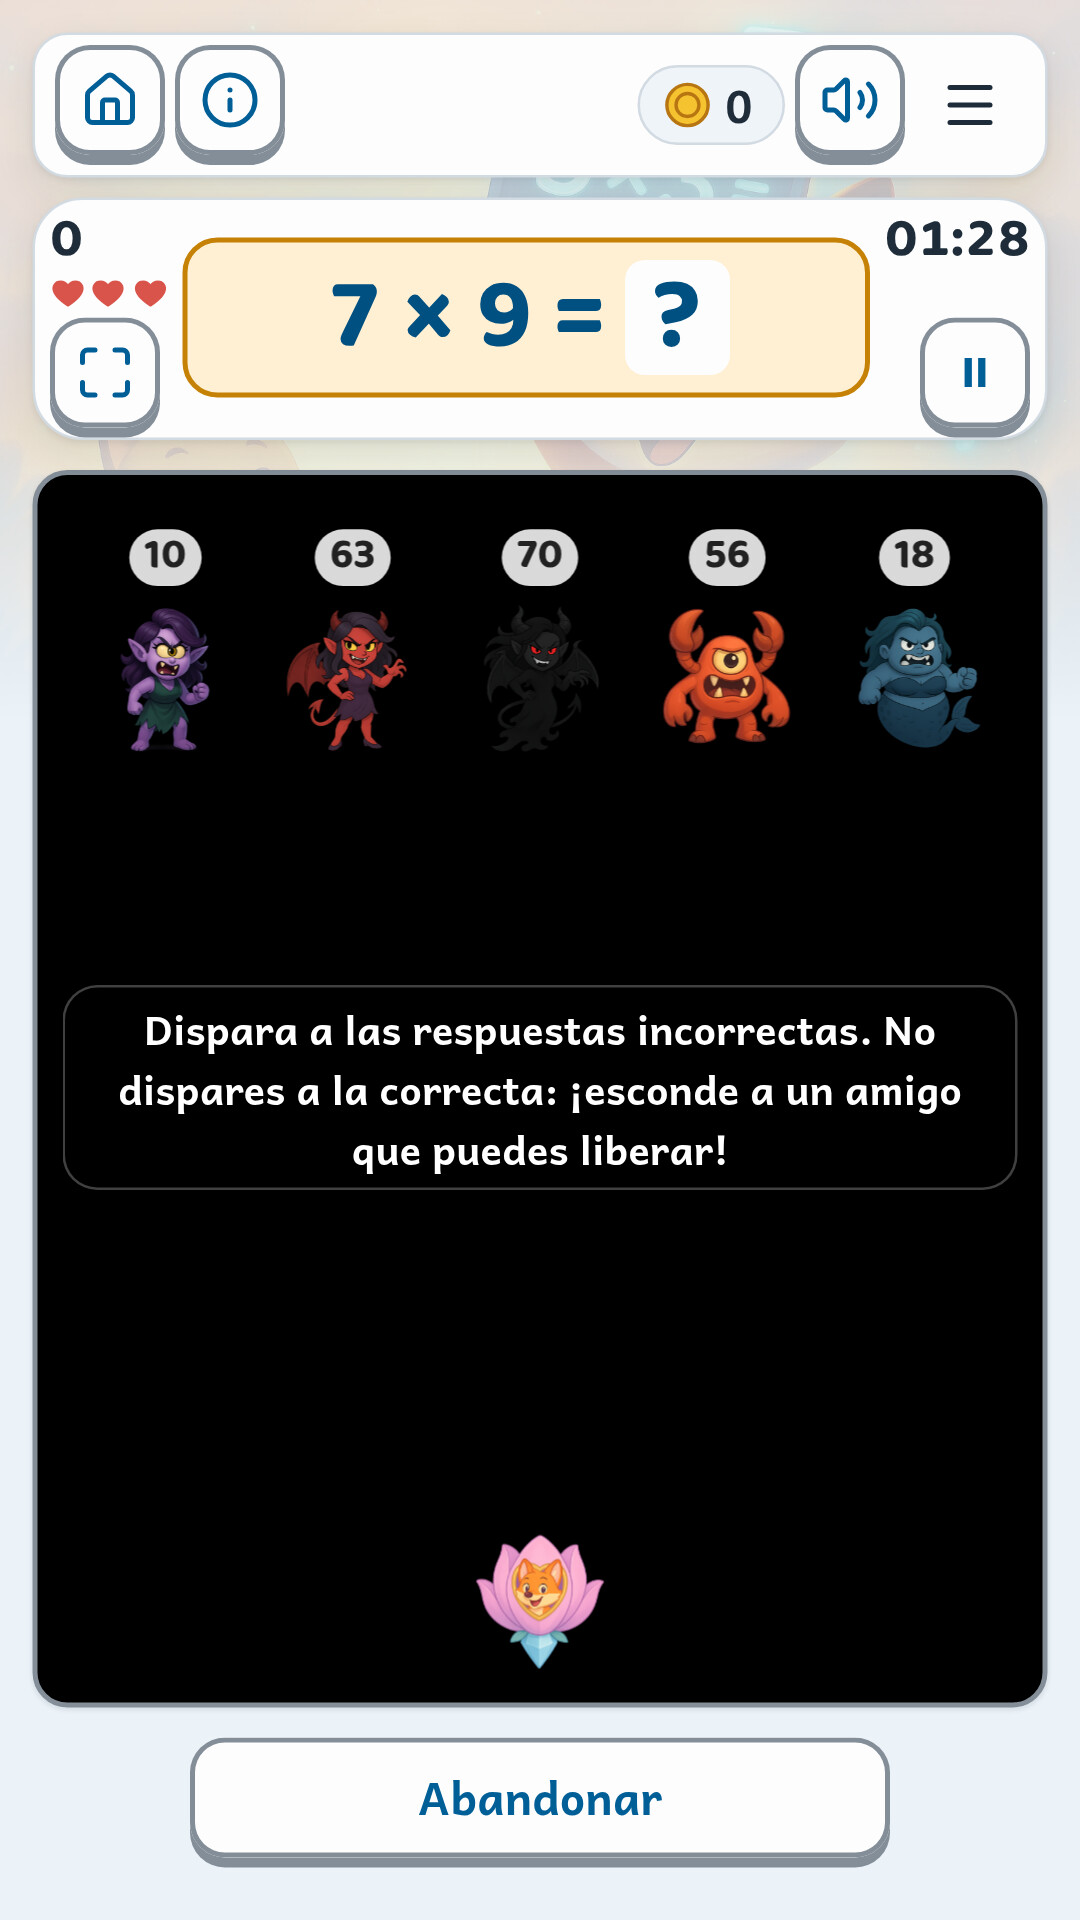 0
0
01:28
7 × 9 = ?
10
63
70
56
18
Dispara a las respuestas incorrectas. No
dispares a la correcta: ¡esconde a un amigo
que puedes liberar!
Abandonar